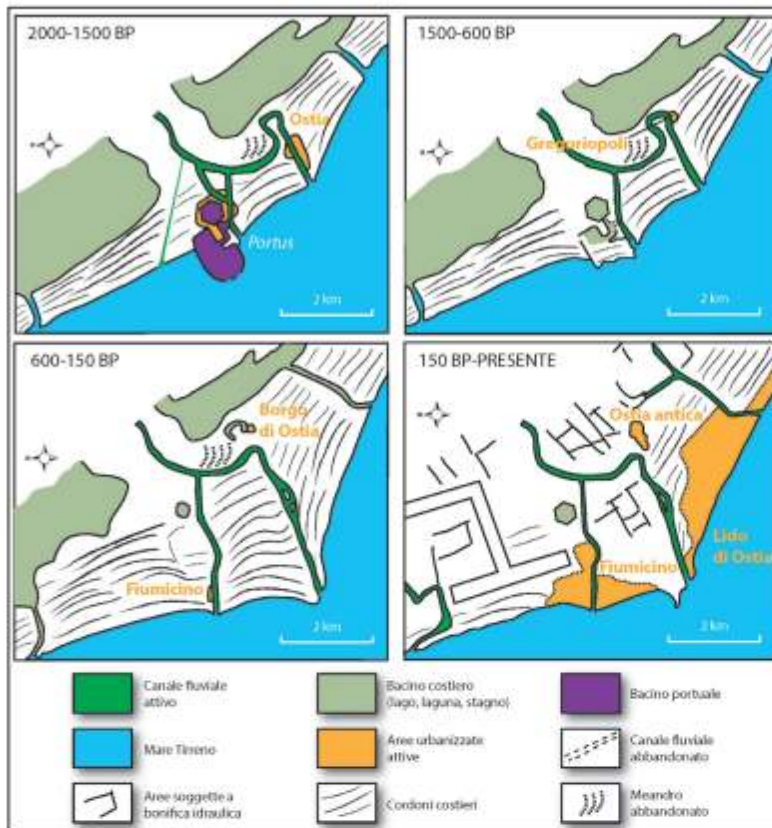 2000-1500 BP
Ostia
Portus
2 km
1500-600 BP
Gregoriopoli
2 km
600-150 BP
Borgo
di Ostia
Fiumicino
2 km
150 BP-PRESENTE
Ostia antica
Lido
di Ostia
Fiumicino
2 km
Canale fluviale
attivo
Bacino costiero
(lago, laguna, stagno)
Bacino portuale
Mare Tirreno
Aree urbanizzate
attive
Canale fluviale
abbandonato
Aree soggette a
bonifica idraulica
Cordoni costieri
Meandro
abbandonato